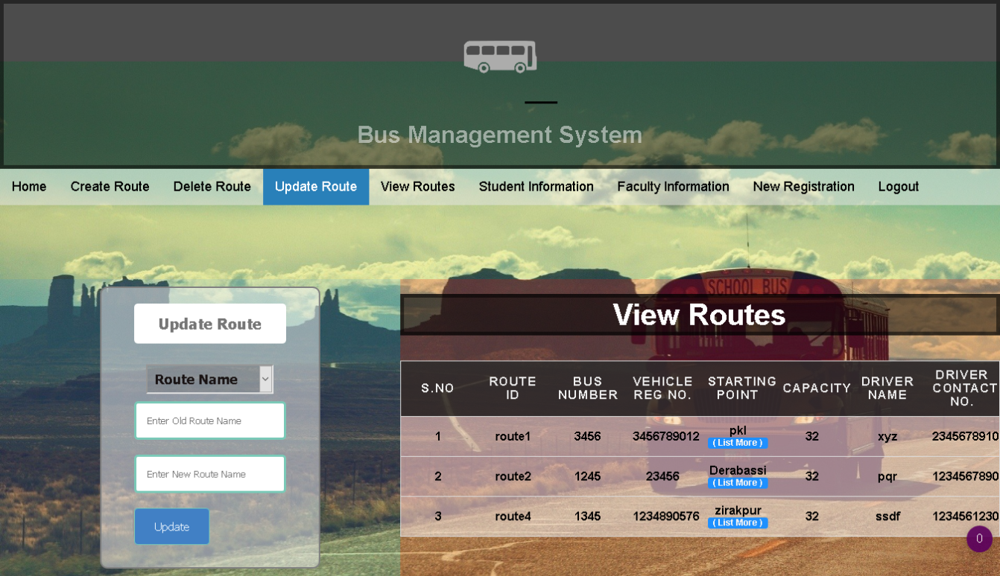 Bus Management System
Home Create Route Delete Route Update Route View Routes Student Information Faculty Information New Registration Logout
Update Route
Route Name
Enter Old Route Name
Enter New Route Name
Update
SCHOOL BUS
View Routes
S.NO ROUTE ID BUS NUMBER VEHICLE REG NO. STARTING POINT CAPACITY DRIVER NAME DRIVER CONTACT NO.
1 route1 3456 3456789012 pkl ( List More ) 32 xyz 2345678910
2 route2 1245 23456 Derabassi ( List More ) 32 pqr 1234567890
3 route4 1345 1234890576 zirakpur ( List More ) 32 ssdf 1234561230
0